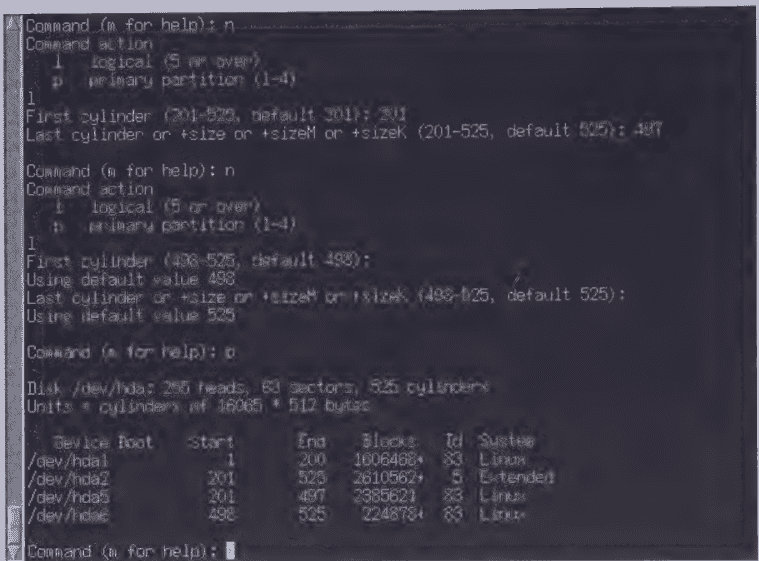 Command (m for help): n
Command action
l logical (5 or over)
p primary partition (1-4)
l
First cylinder (201-525, default 201): 201
Last cylinder or +size or +sizeM or +sizeK (201-525, default 525): 497
Command (m for help): n
Command action
l logical (5 or over)
p primary partition (1-4)
l
First cylinder (498-525, default 498):
Using default value 498
Last cylinder or +size or +sizeM or +sizeK (498-525, default 525):
Using default value 525
Command (m for help): p
Disk /dev/hda: 255 heads, 63 sectors, 525 cylinders
Units = cylinders of 16065 * 512 bytes
Device Boot Start End Blocks Id System
/dev/hda1 1 200 1606468+ 83 Linux
/dev/hda2 201 525 2610562+ 5 Extended
/dev/hda5 201 497 2385621 83 Linux
/dev/hda6 498 525 224878+ 83 Linux
Command (m for help):